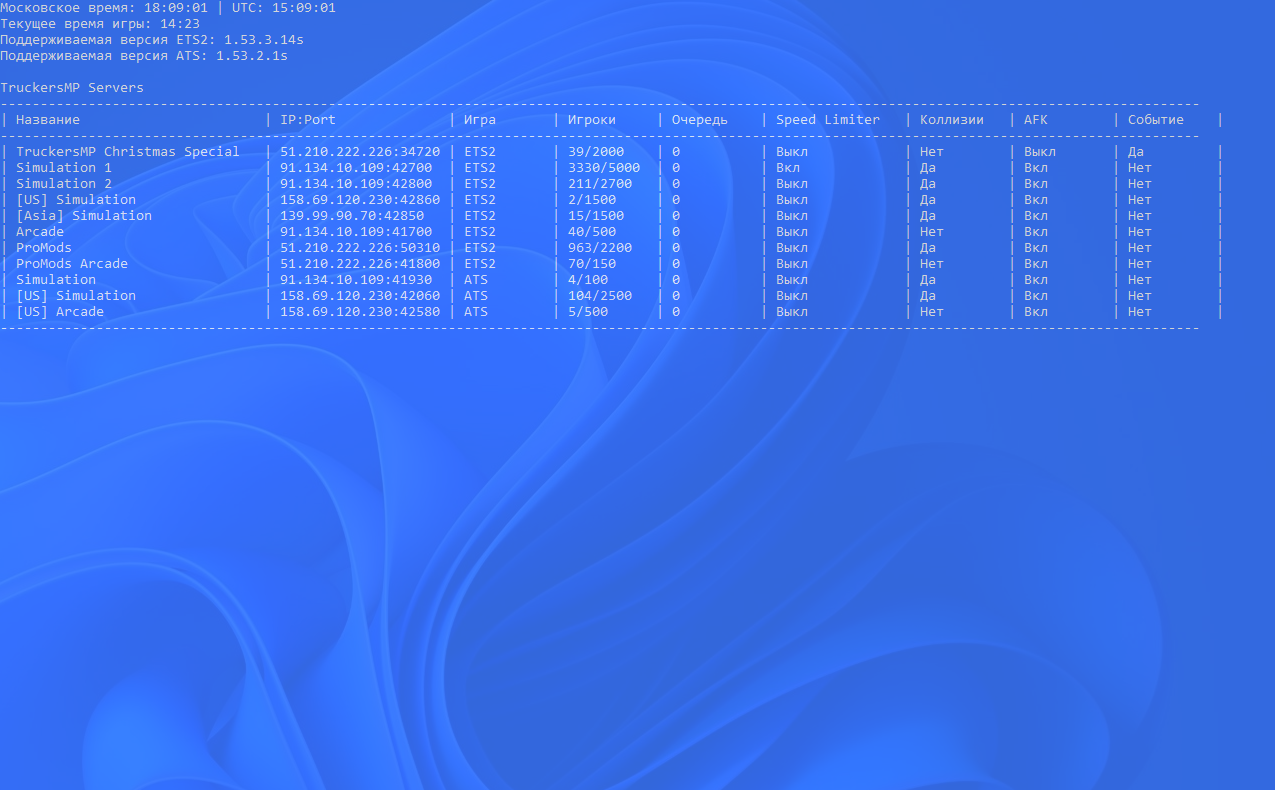 Московское время: 18:09:01 | UTC: 15:09:01
Текущее время игры: 14:23
Поддерживаемая версия ETS2: 1.53.3.14s
Поддерживаемая версия ATS: 1.53.2.1s
TruckersMP Servers
------------------------------------------------------------------------------------------------------------------------------------------------------
| Название                       | IP:Port              | Игра       | Игроки     | Очередь    | Speed Limiter   | Коллизии   | AFK        | Событие    |
------------------------------------------------------------------------------------------------------------------------------------------------------
| TruckersMP Christmas Special   | 51.210.222.226:34720 | ETS2       | 39/2000    | 0          | Выкл            | Нет        | Выкл       | Да         |
| Simulation 1                   | 91.134.10.109:42700  | ETS2       | 3330/5000  | 0          | Вкл             | Да         | Вкл        | Нет        |
| Simulation 2                   | 91.134.10.109:42800  | ETS2       | 211/2700   | 0          | Выкл            | Да         | Вкл        | Нет        |
| [US] Simulation                | 158.69.120.230:42860 | ETS2       | 2/1500     | 0          | Выкл            | Да         | Вкл        | Нет        |
| [Asia] Simulation              | 139.99.90.70:42850   | ETS2       | 15/1500    | 0          | Выкл            | Да         | Вкл        | Нет        |
| Arcade                         | 91.134.10.109:41700  | ETS2       | 40/500     | 0          | Выкл            | Нет        | Вкл        | Нет        |
| ProMods                        | 51.210.222.226:50310 | ETS2       | 963/2200   | 0          | Выкл            | Да         | Вкл        | Нет        |
| ProMods Arcade                 | 51.210.222.226:41800 | ETS2       | 70/150     | 0          | Выкл            | Нет        | Вкл        | Нет        |
| Simulation                     | 91.134.10.109:41930  | ATS        | 4/100      | 0          | Выкл            | Да         | Вкл        | Нет        |
| [US] Simulation                | 158.69.120.230:42060 | ATS        | 104/2500   | 0          | Выкл            | Да         | Вкл        | Нет        |
| [US] Arcade                    | 158.69.120.230:42580 | ATS        | 5/500      | 0          | Выкл            | Нет        | Вкл        | Нет        |
------------------------------------------------------------------------------------------------------------------------------------------------------